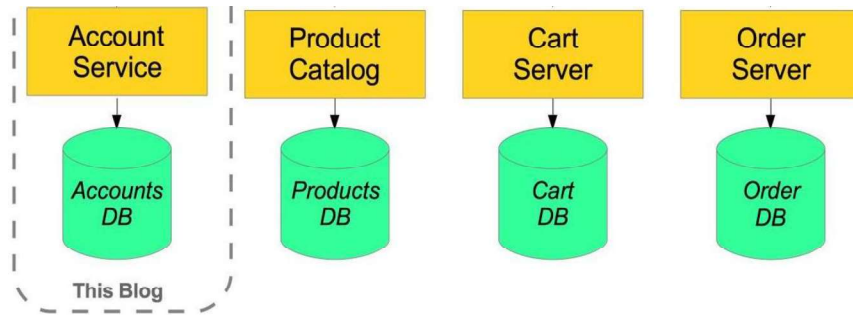 Account
Service
Product
Catalog
Cart
Server
Order
Server
Accounts
DB
Products
DB
Cart
DB
Order
DB
This Blog